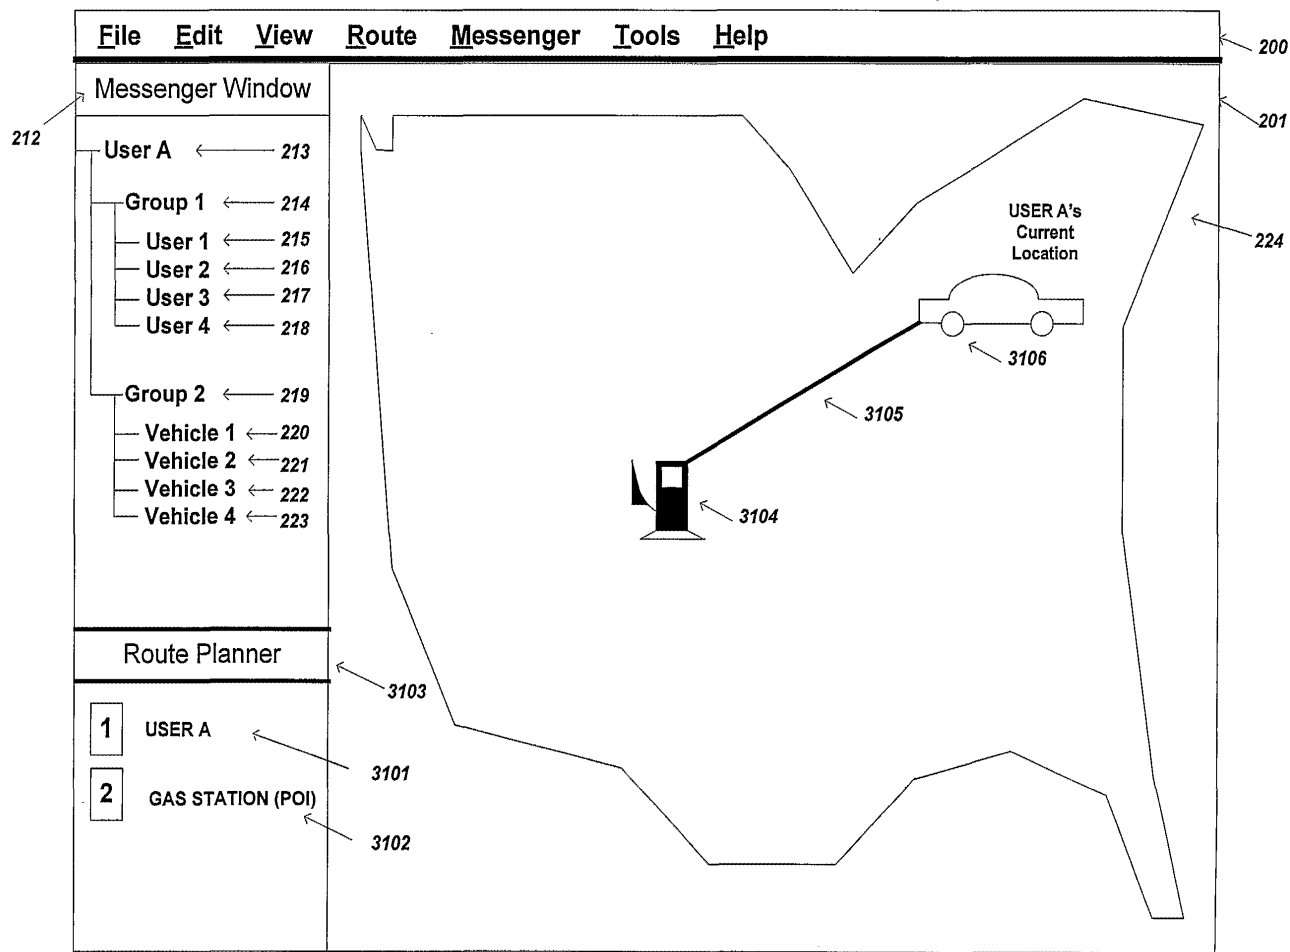 File Edit View Route Messenger Tools Help
200
Messenger Window
201
212
User A 213
Group 1 214
User 1 215
User 2 216
User 3 217
User 4 218
Group 2 219
Vehicle 1 220
Vehicle 2 221
Vehicle 3 222
Vehicle 4 223
USER A's
Current
Location
224
3106
3105
3104
Route Planner
3103
1 USER A
3101
2 GAS STATION (POI)
3102